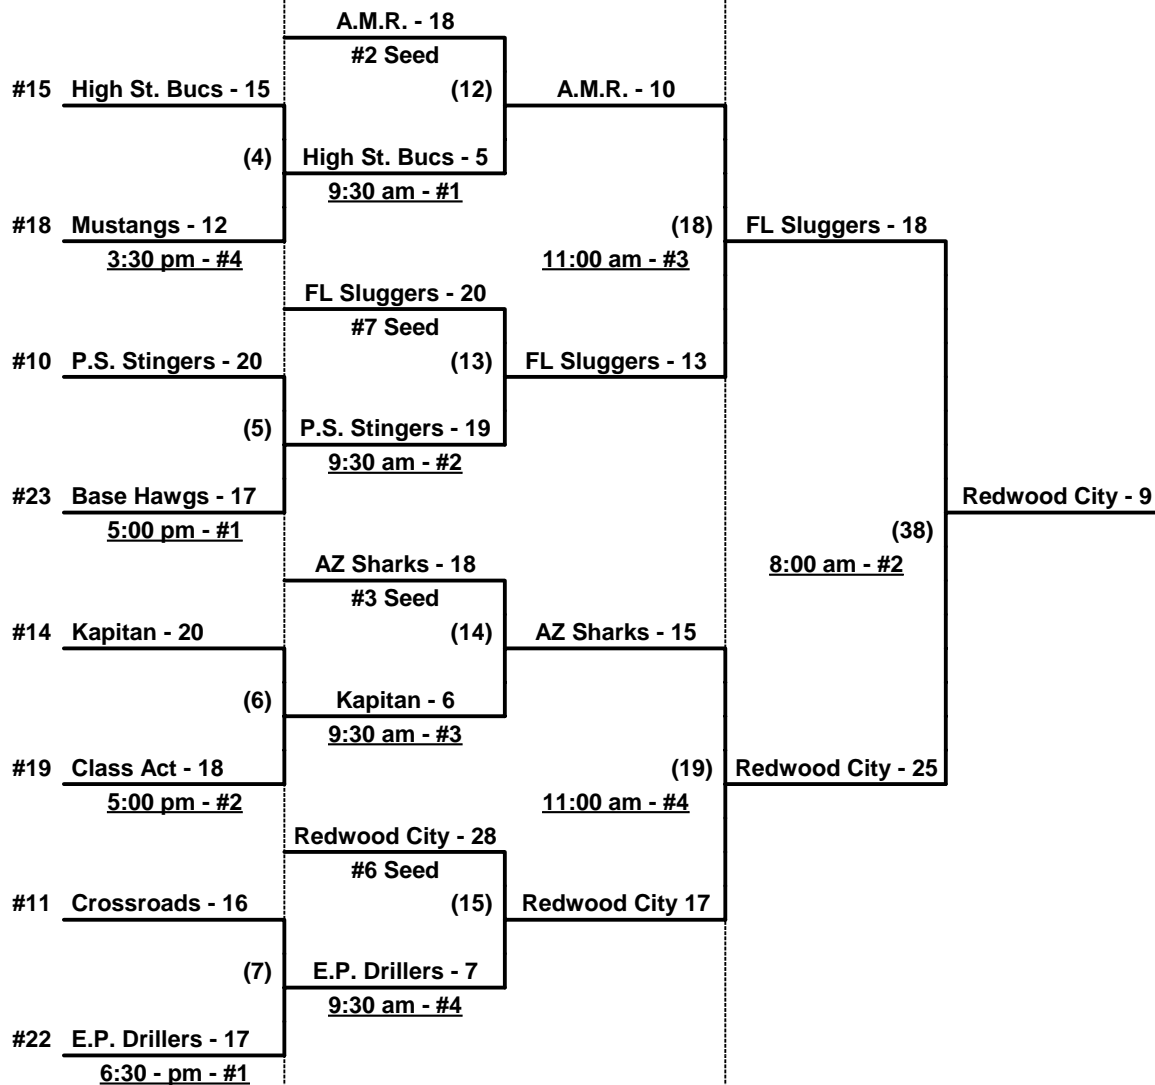 A.M.R. - 18
#2 Seed
#15 High St. Bucs - 15 (12) A.M.R. - 10
(4) High St. Bucs - 5
9:30 am - #1
#18 Mustangs - 12 (18) FL Sluggers - 18
3:30 pm - #4 11:00 am - #3
FL Sluggers - 20
#7 Seed
#10 P.S. Stingers - 20 (13) FL Sluggers - 13
(5) P.S. Stingers - 19
9:30 am - #2
#23 Base Hawgs - 17 Redwood City - 9
5:00 pm - #1 (38)
AZ Sharks - 18 8:00 am - #2
#3 Seed
#14 Kapitan - 20 (14) AZ Sharks - 15
(6) Kapitan - 6
9:30 am - #3
#19 Class Act - 18 (19) Redwood City - 25
5:00 pm - #2 11:00 am - #4
Redwood City - 28
#6 Seed
#11 Crossroads - 16 (15) Redwood City 17
(7) E.P. Drillers - 7
9:30 am - #4
#22 E.P. Drillers - 17
6:30 - pm - #1